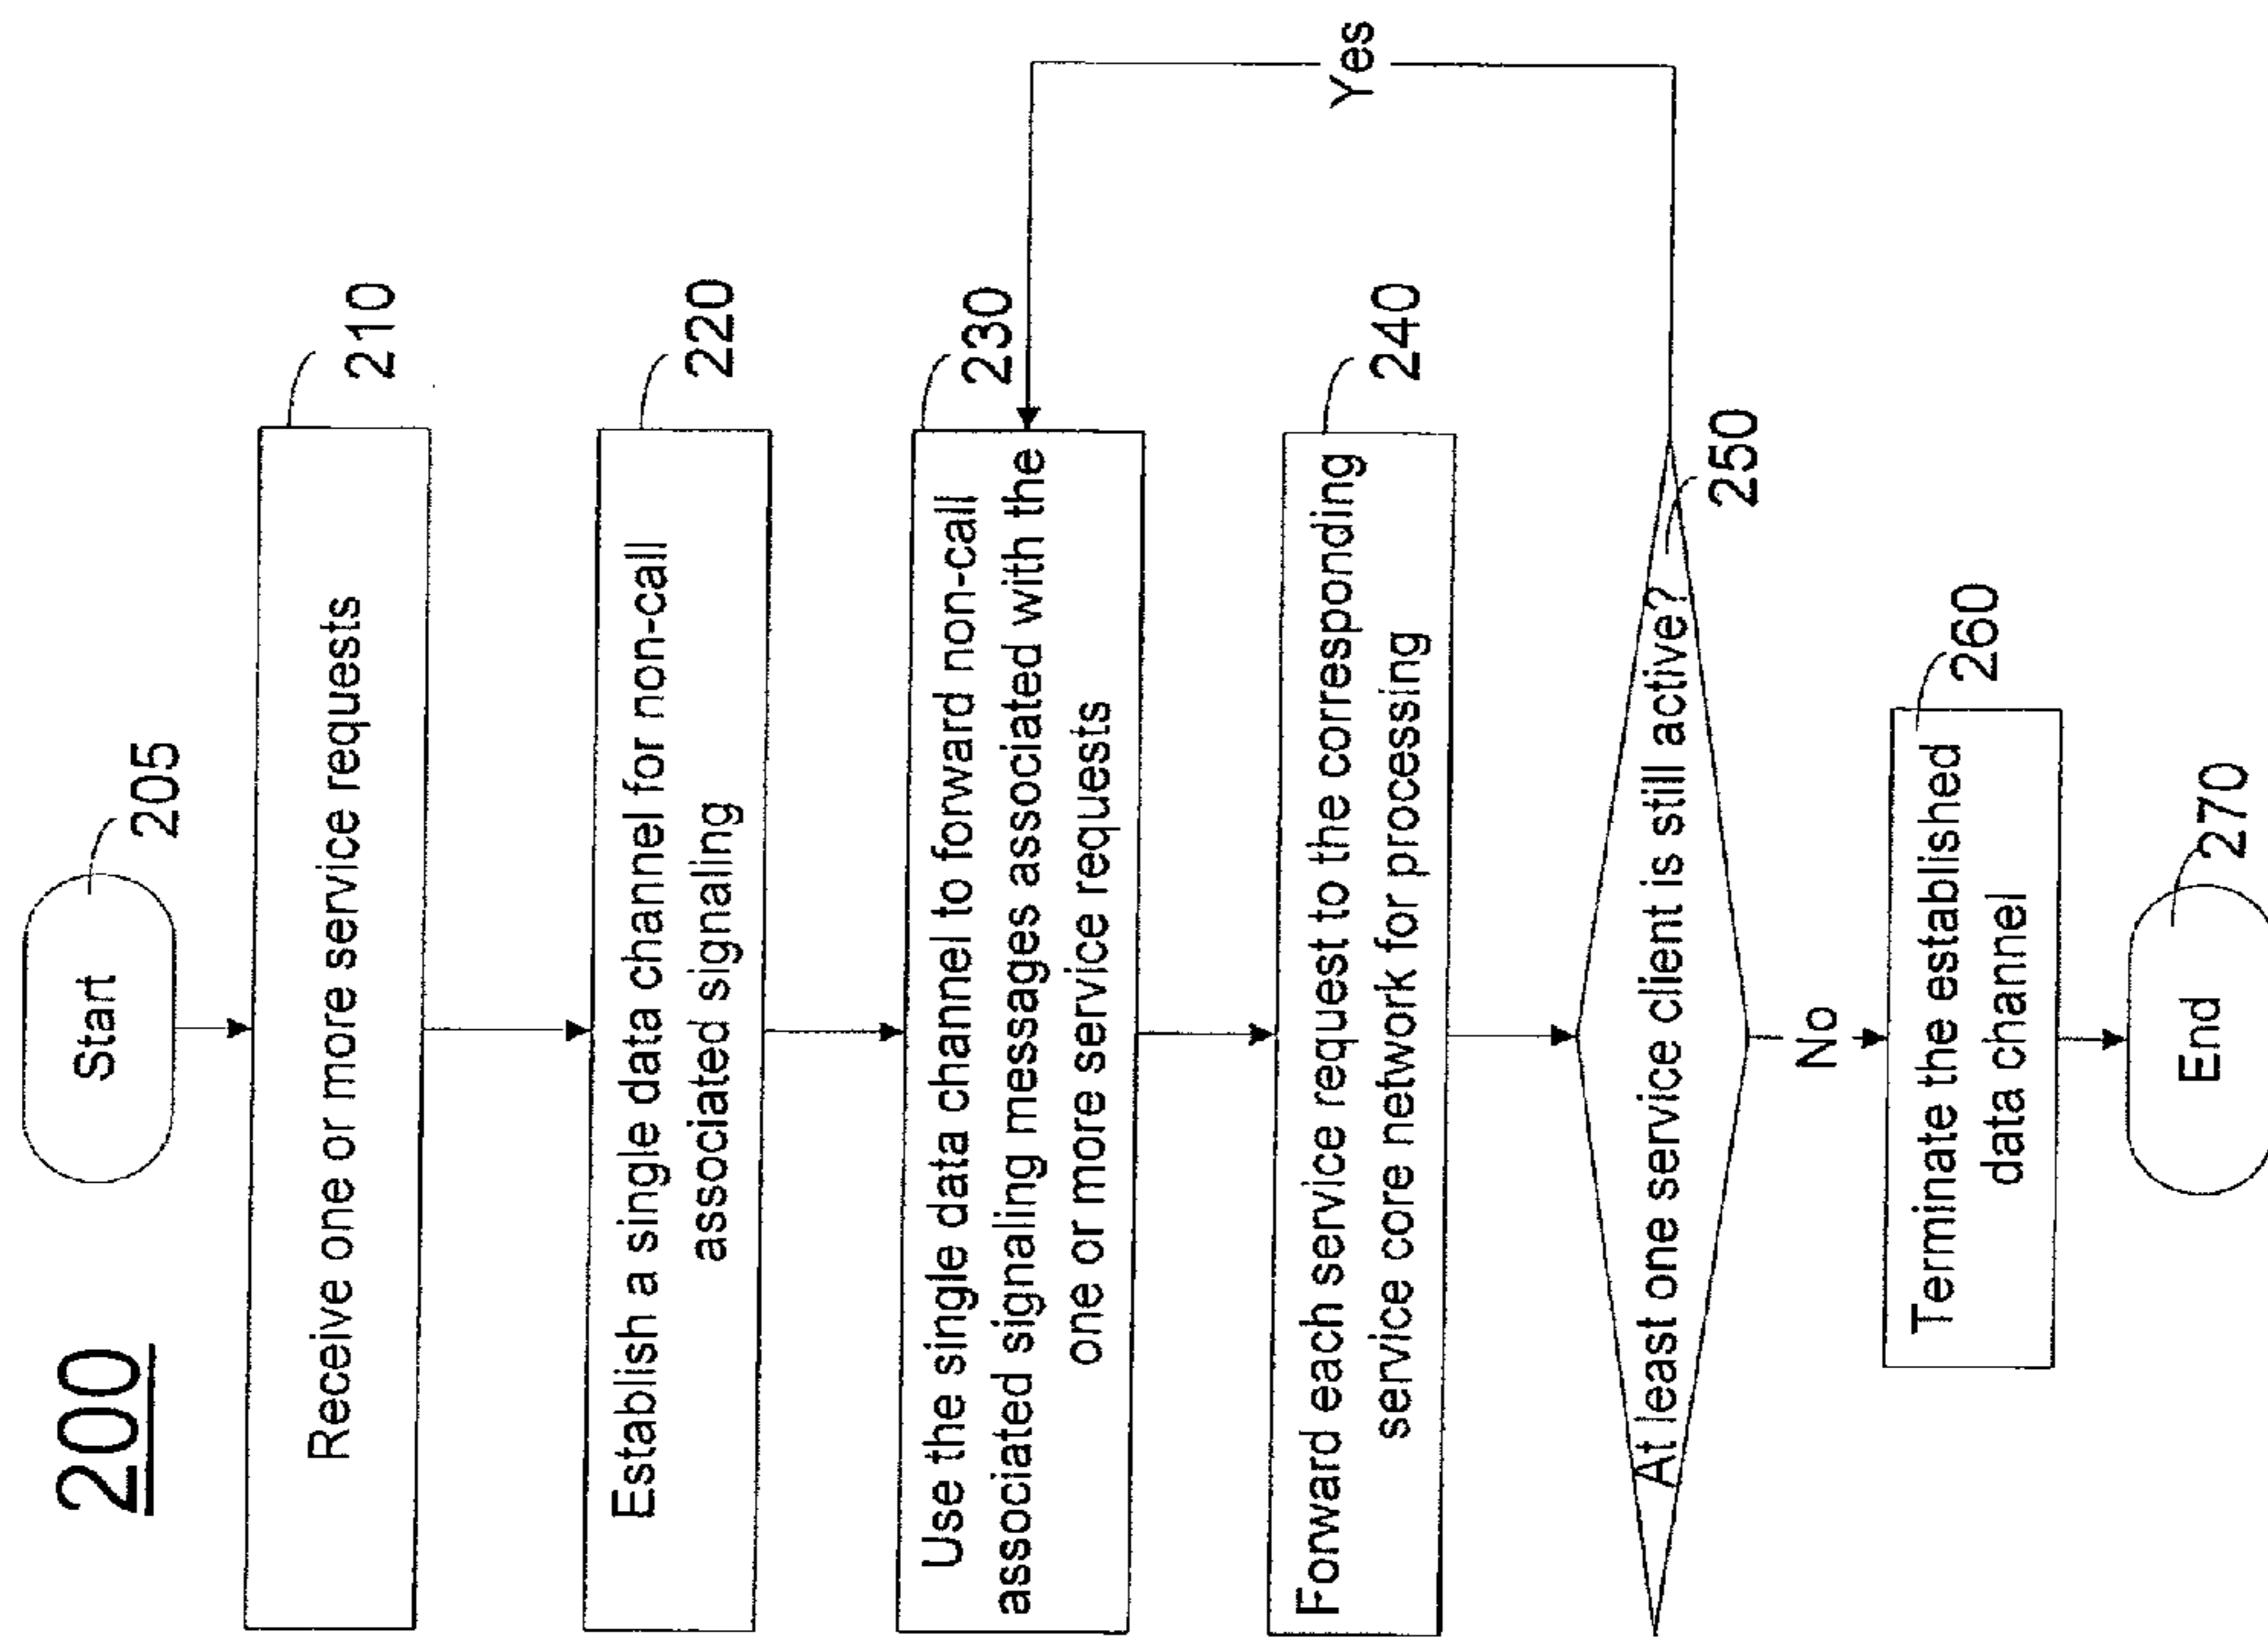 200
Start
205
Receive one or more service requests
210
Establish a single data channel for non-call
associated signaling
220
Use the single data channel to forward non-call
associated signaling messages associated with the
one or more service requests
230
Forward each service request to the corresponding
service core network for processing
240
At least one service client is still active?
250
Yes
No
Terminate the established
data channel
260
End
270